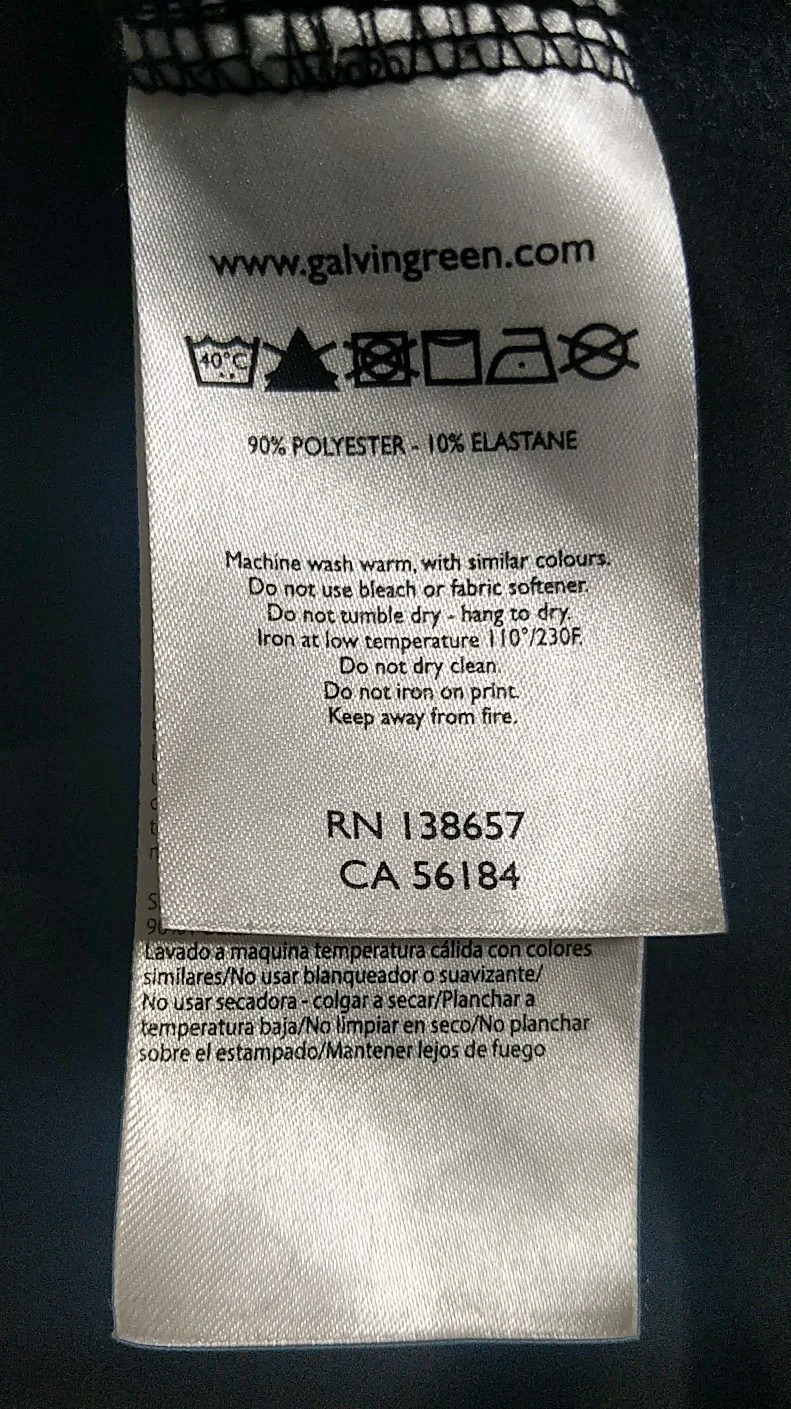 www.galvingreen.com
40°C
90% POLYESTER - 10% ELASTANE
Machine wash warm, with similar colours.
Do not use bleach or fabric softener.
Do not tumble dry - hang to dry.
Iron at low temperature 110°/230F.
Do not dry clean.
Do not iron on print.
Keep away from fire.
RN 138657
CA 56184
Lavado a maquina temperatura cálida con colores
similares/No usar blanqueador o suavizante/
No usar secadora - colgar a secar/Planchar a
temperatura baja/No limpiar en seco/No planchar
sobre el estampado/Mantener lejos de fuego